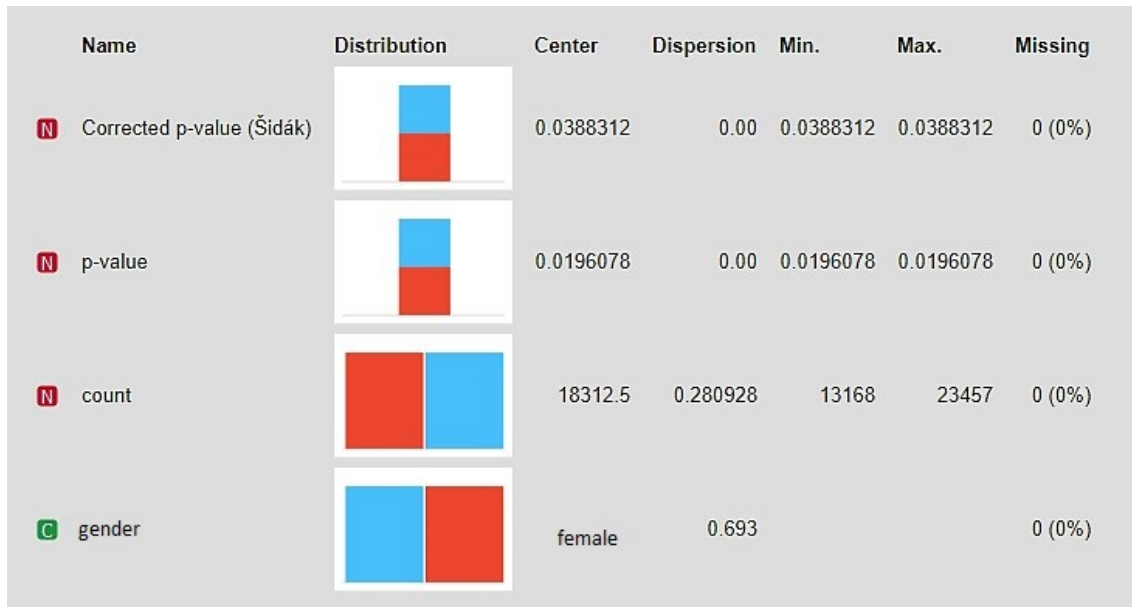 Name Distribution Center Dispersion Min. Max. Missing
N Corrected p-value (Šidák) 0.0388312 0.00 0.0388312 0.0388312 0 (0%)
N p-value 0.0196078 0.00 0.0196078 0.0196078 0 (0%)
N count 18312.5 0.280928 13168 23457 0 (0%)
C gender female 0.693 0 (0%)